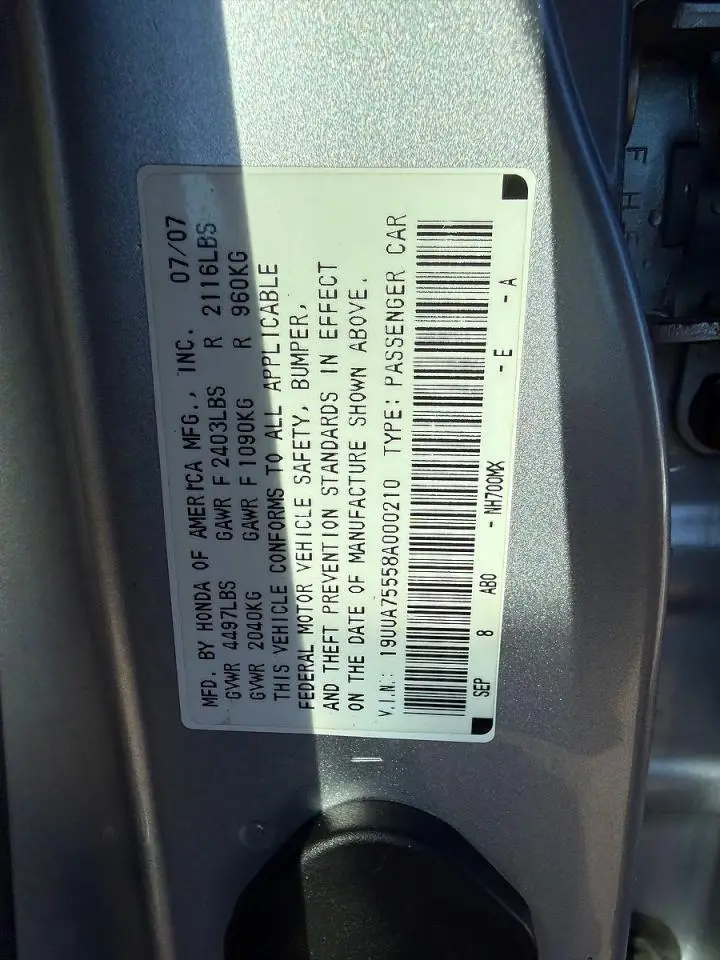 MFD. BY HONDA OF AMERICA MFG., INC. 07/07
GVWR 4497LBS GAWR F 2403LBS R 2116LBS
GVWR 2040KG GAWR F 1090KG R 960KG
THIS VEHICLE CONFORMS TO ALL APPLICABLE
FEDERAL MOTOR VEHICLE SAFETY, BUMPER,
AND THEFT PREVENTION STANDARDS IN EFFECT
ON THE DATE OF MANUFACTURE SHOWN ABOVE.
V.I.N.: 19UUA75558A000210 TYPE: PASSENGER CAR
SEP 8 AB0 - NH700MX - E - A
F H